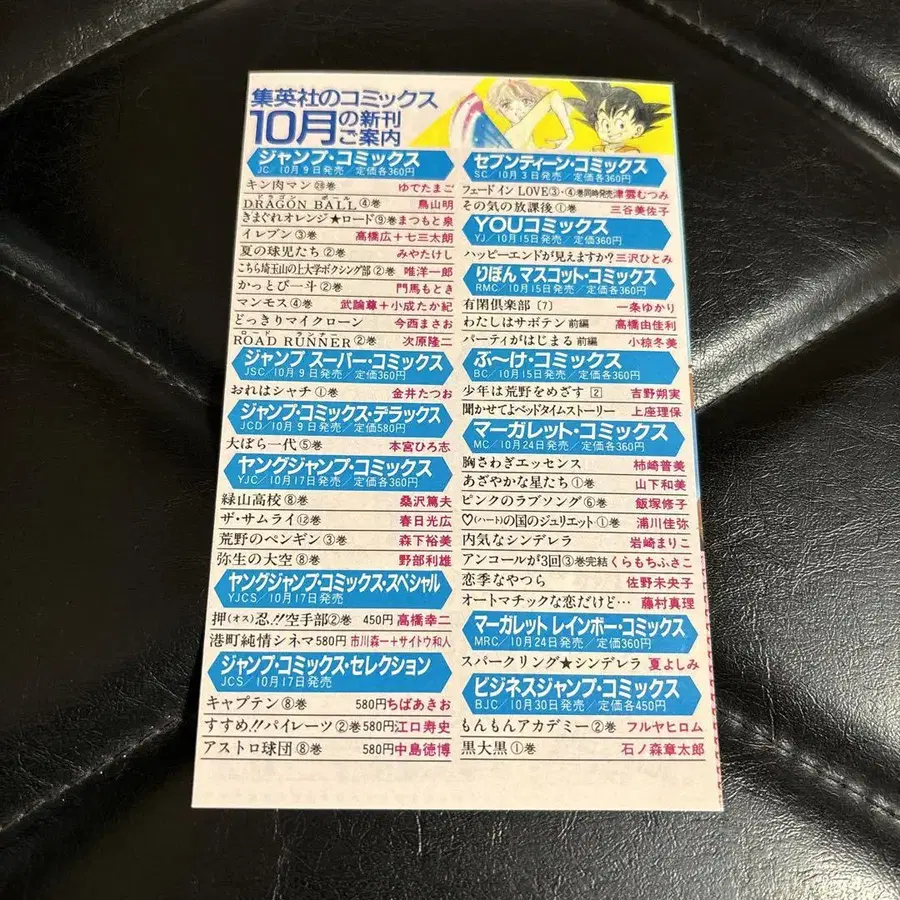 集英社のコミックス
10月の新刊ご案内
ジャンプ・コミックス
JC/10月9日発売/定価各360円
キン肉マン㉘巻 ゆでたまご
ドラゴン ボール
DRAGON BALL ④巻 鳥山明
きまぐれオレンジ★ロード⑨巻 まつもと泉
イレブン③巻 高橋広+七三太朗
夏の球児たち②巻 みやたけし
こちら埼玉山の上大学ボクシング部②巻 唯洋一郎
かっとび一斗②巻 門馬もとき
マンモス④巻 武論尊+小成たか紀
どっきりマイクローン 今西まさお
ロード ランナー
ROAD RUNNER ②巻 次原隆二
ジャンプ スーパー・コミックス
JSC/10月9日発売/定価360円
おれはシャチ①巻 金井たつお
ジャンプ・コミックス・デラックス
JCD/10月9日発売/定価580円
大ぼら一代⑤巻 本宮ひろ志
ヤングジャンプ・コミックス
YJC/10月17日発売/定価各360円
緑山高校⑧巻 桑沢篤夫
ザ・サムライ⑫巻 春日光広
荒野のペンギン③巻 森下裕美
弥生の大空⑧巻 野部利雄
ヤングジャンプ・コミックス・スペシャル
YJCS/10月17日発売
押(オス)忍!!空手部②巻 450円 高橋幸二
港町純情シネマ 580円 市川森一+サイトウ和人
ジャンプ・コミックス・セレクション
JCS/10月17日発売
キャプテン⑧巻 580円 ちばあきお
すすめ!!パイレーツ②巻 580円 江口寿史
アストロ球団⑧巻 580円 中島徳博
セブンティーン・コミックス
SC/10月3日発売/定価各360円
フェードイン LOVE③・④巻同時発売 津雲むつみ
その気の放課後①巻 三谷美佐子
YOUコミックス
YJ/10月15日発売/定価360円
ハッピーエンドが見えますか? 三沢ひとみ
りぼん マスコット・コミックス
RMC/10月15日発売/定価各360円
有閑倶楽部[7] 一条ゆかり
わたしはサボテン 前編 高橋由佳利
パーティがはじまる 前編 小椋冬美
ぶ〜け・コミックス
BC/10月15日発売/定価各360円
少年は荒野をめざす[2] 吉野朔実
聞かせてよベッドタイムストーリー 上座理保
マーガレット・コミックス
MC/10月24日発売/定価各360円
胸さわぎエッセンス 柿崎普美
あざやかな星たち①巻 山下和美
ピンクのラブソング⑥巻 飯塚修子
♡(ハート)の国のジュリエット①巻 浦川佳弥
内気なシンデレラ 岩崎まりこ
アンコールが3回③巻完結 くらもちふさこ
恋季なやつら 佐野未央子
オートマチックな恋だけど… 藤村真理
マーガレット レインボー・コミックス
MRC/10月24日発売/定価360円
スパークリング★シンデレラ 夏よしみ
ビジネスジャンプ・コミックス
BJC/10月30日発売/定価各450円
もんもんアカデミー②巻 フルヤヒロム
黒大黒①巻 石ノ森章太郎